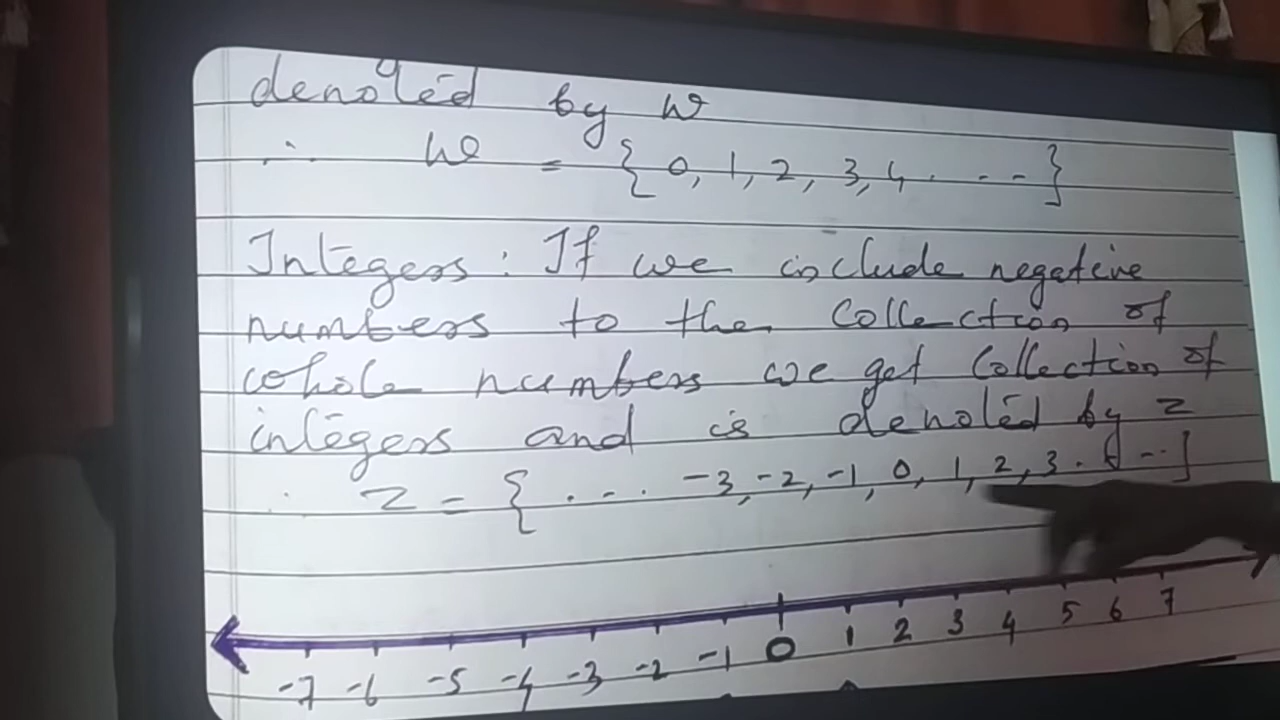 denoted by W
∴ W = {0, 1, 2, 3, 4 . . - -}
Integers : If we include negative
numbers to the collection of
whole numbers we get collection of
integers and is denoted by Z
∴ Z = { . - . -3, -2, -1, 0, 1, 2, 3 . . - - }
-7 -6 -5 -4 -3 -2 -1 0 1 2 3 4 5 6 7